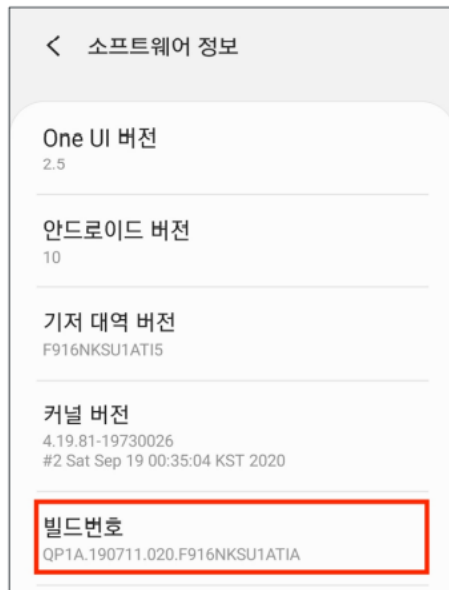 소프트웨어 정보
One UI 버전
2.5
안드로이드 버전
10
기저 대역 버전
F916NKSU1ATI5
커널 버전
4.19.81-19730026
#2 Sat Sep 19 00:35:04 KST 2020
빌드번호
QP1A.190711.020.F916NKSU1ATIA